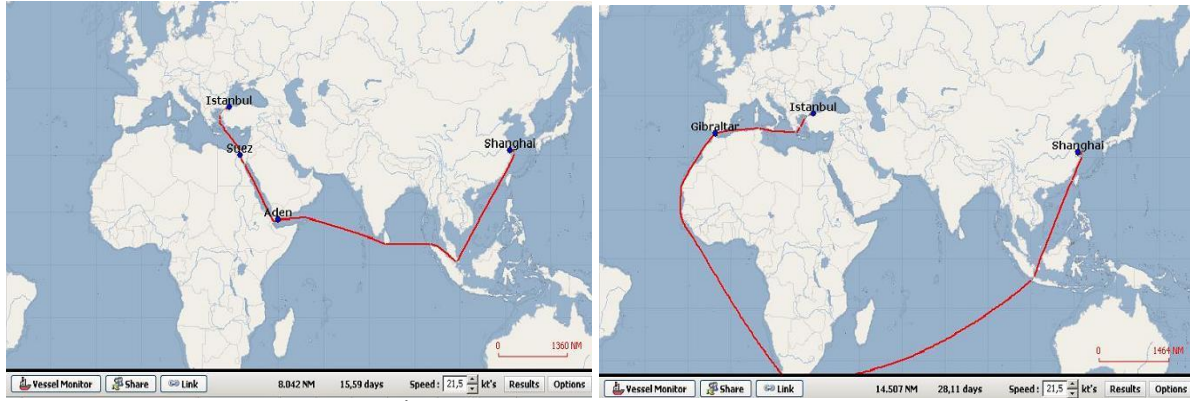 Istanbul
Suez
Shanghai
Aden
0 1360 NM
Vessel Monitor Share Link 8.042 NM 15,59 days Speed : 21,5 kt's Results Options
Istanbul
Gibraltar
Shanghai
0 1464 NM
Vessel Monitor Share Link 14.507 NM 28,11 days Speed : 21,5 kt's Results Options